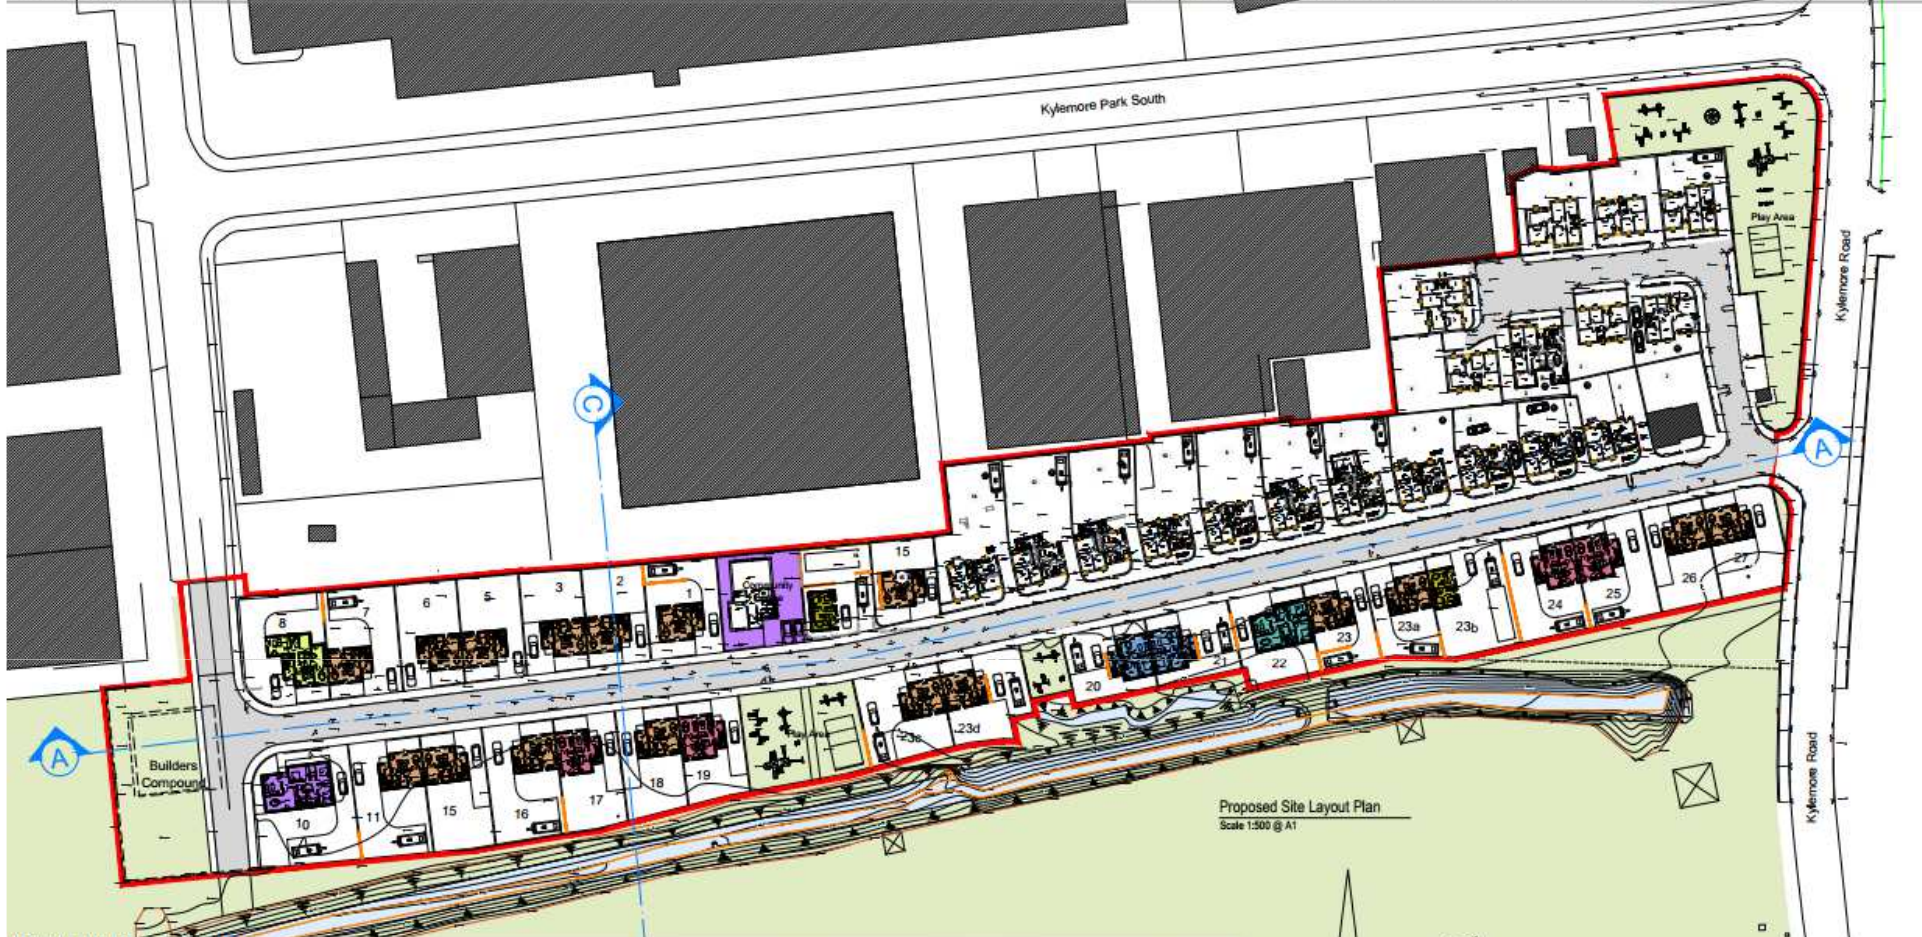 Kylemore Park South
Play Area
Kylemore Road
C
A
15
3
2
1
Community
6
5
7
8
27
26
25
24
23b
23a
23
22
21
20
23d
23c
Play Area
A
Builders
Compound
10
11
15
16
17
18
19
Kylemore Road
Proposed Site Layout Plan
Scale 1:500 @ A1